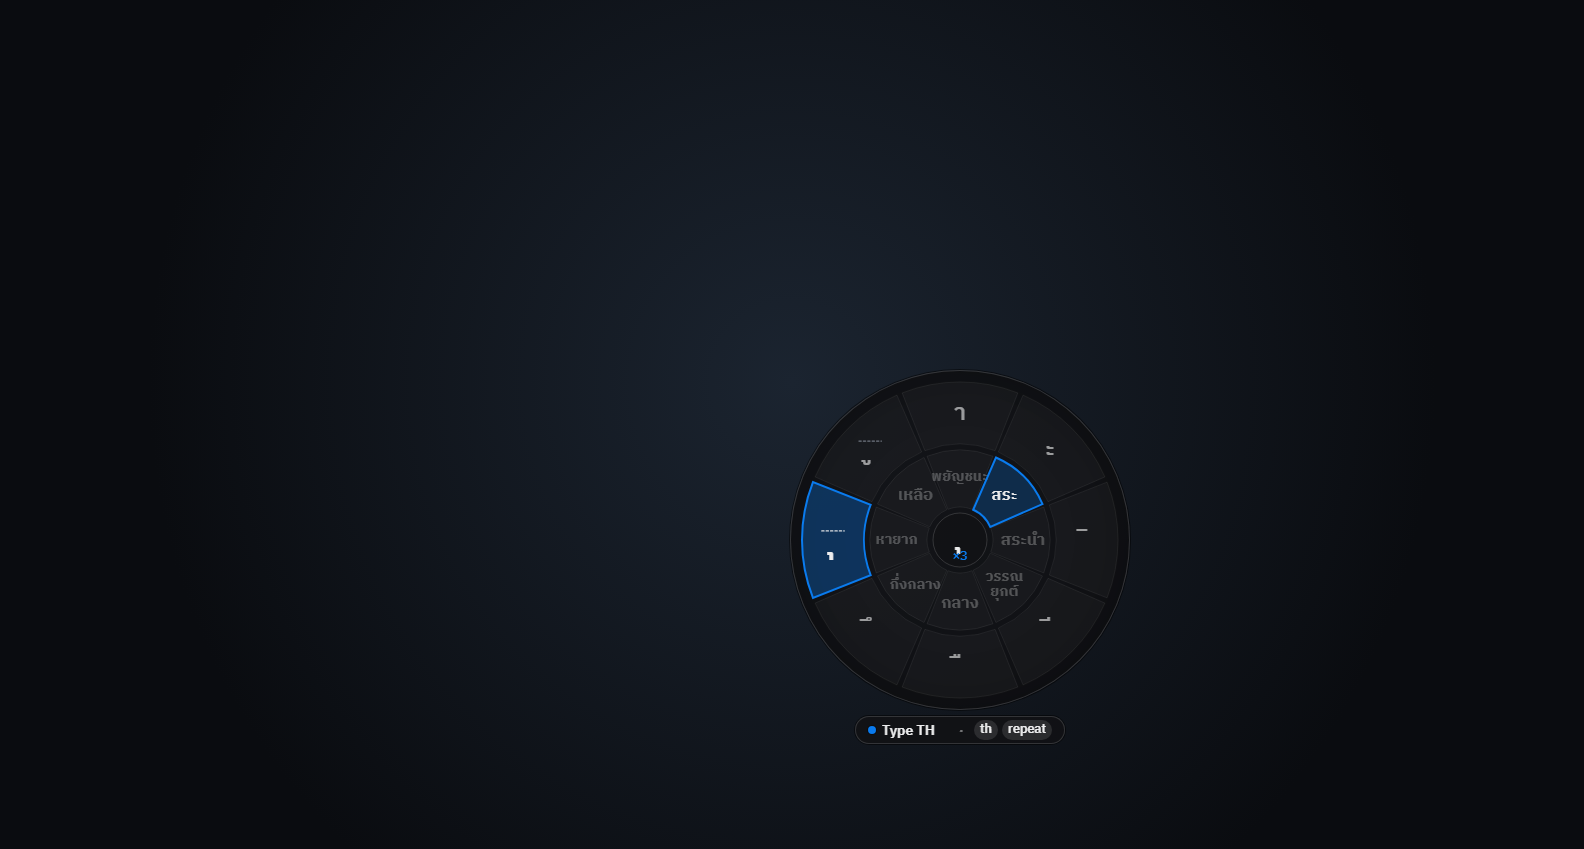 า
ู
ะ
พยัญชนะ
เหลือ
สระ
ุ
หายาก
ุ
×3
สระนำ
กึ่งกลาง
วรรณ
ยุกต์
กลาง
Type TH
·
th
repeat